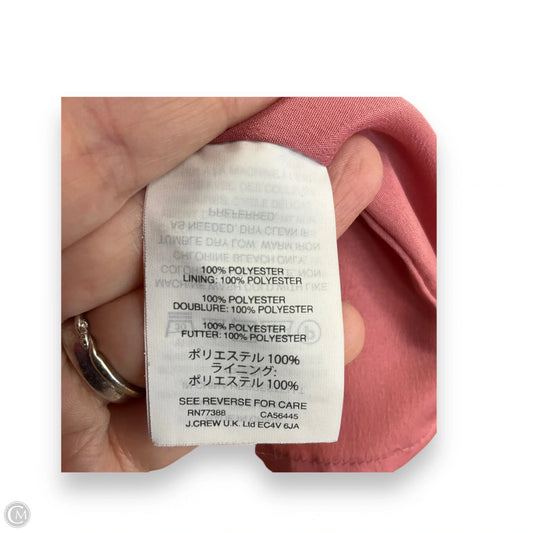 100% POLYESTER
LINING: 100% POLYESTER
100% POLYESTER
DOUBLURE: 100% POLYESTER
100% POLYESTER
FUTTER: 100% POLYESTER
ポリエステル 100%
ライニング:
ポリエステル 100%
SEE REVERSE FOR CARE
RN77388 CA56445
J.CREW U.K. Ltd EC4V 6JA
CM